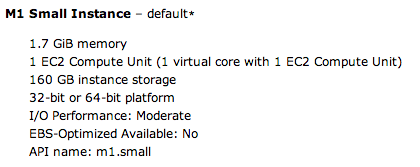 M1 Small Instance – default*
1.7 GiB memory
1 EC2 Compute Unit (1 virtual core with 1 EC2 Compute Unit)
160 GB instance storage
32-bit or 64-bit platform
I/O Performance: Moderate
EBS-Optimized Available: No
API name: m1.small